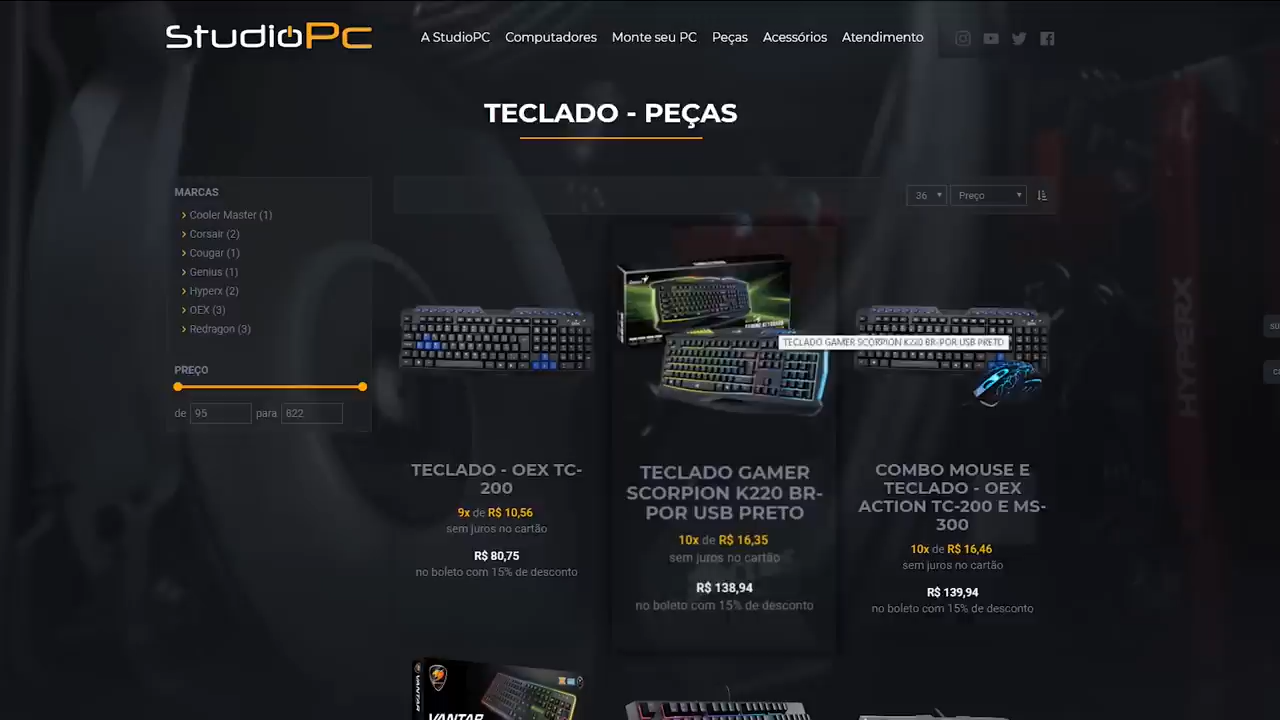 StudioPc
A StudioPC Computadores Monte seu PC Peças Acessórios Atendimento
TECLADO - PEÇAS
MARCAS
Cooler Master (1)
Corsair (2)
Cougar (1)
Genius (1)
Hyperx (2)
OEX (3)
Redragon (3)
PREÇO
de 95 para 822
36 Preço
TECLADO GAMER SCORPION K220 BR-POR USB PRETO
HYPERX
TECLADO - OEX TC-
200
9x de R$ 10,56
sem juros no cartão
R$ 80,75
no boleto com 15% de desconto
TECLADO GAMER
SCORPION K220 BR-
POR USB PRETO
10x de R$ 16,35
sem juros no cartão
R$ 138,94
no boleto com 15% de desconto
COMBO MOUSE E
TECLADO - OEX
ACTION TC-200 E MS-
300
10x de R$ 16,46
sem juros no cartão
R$ 139,94
no boleto com 15% de desconto
VANTAR
VANTAR